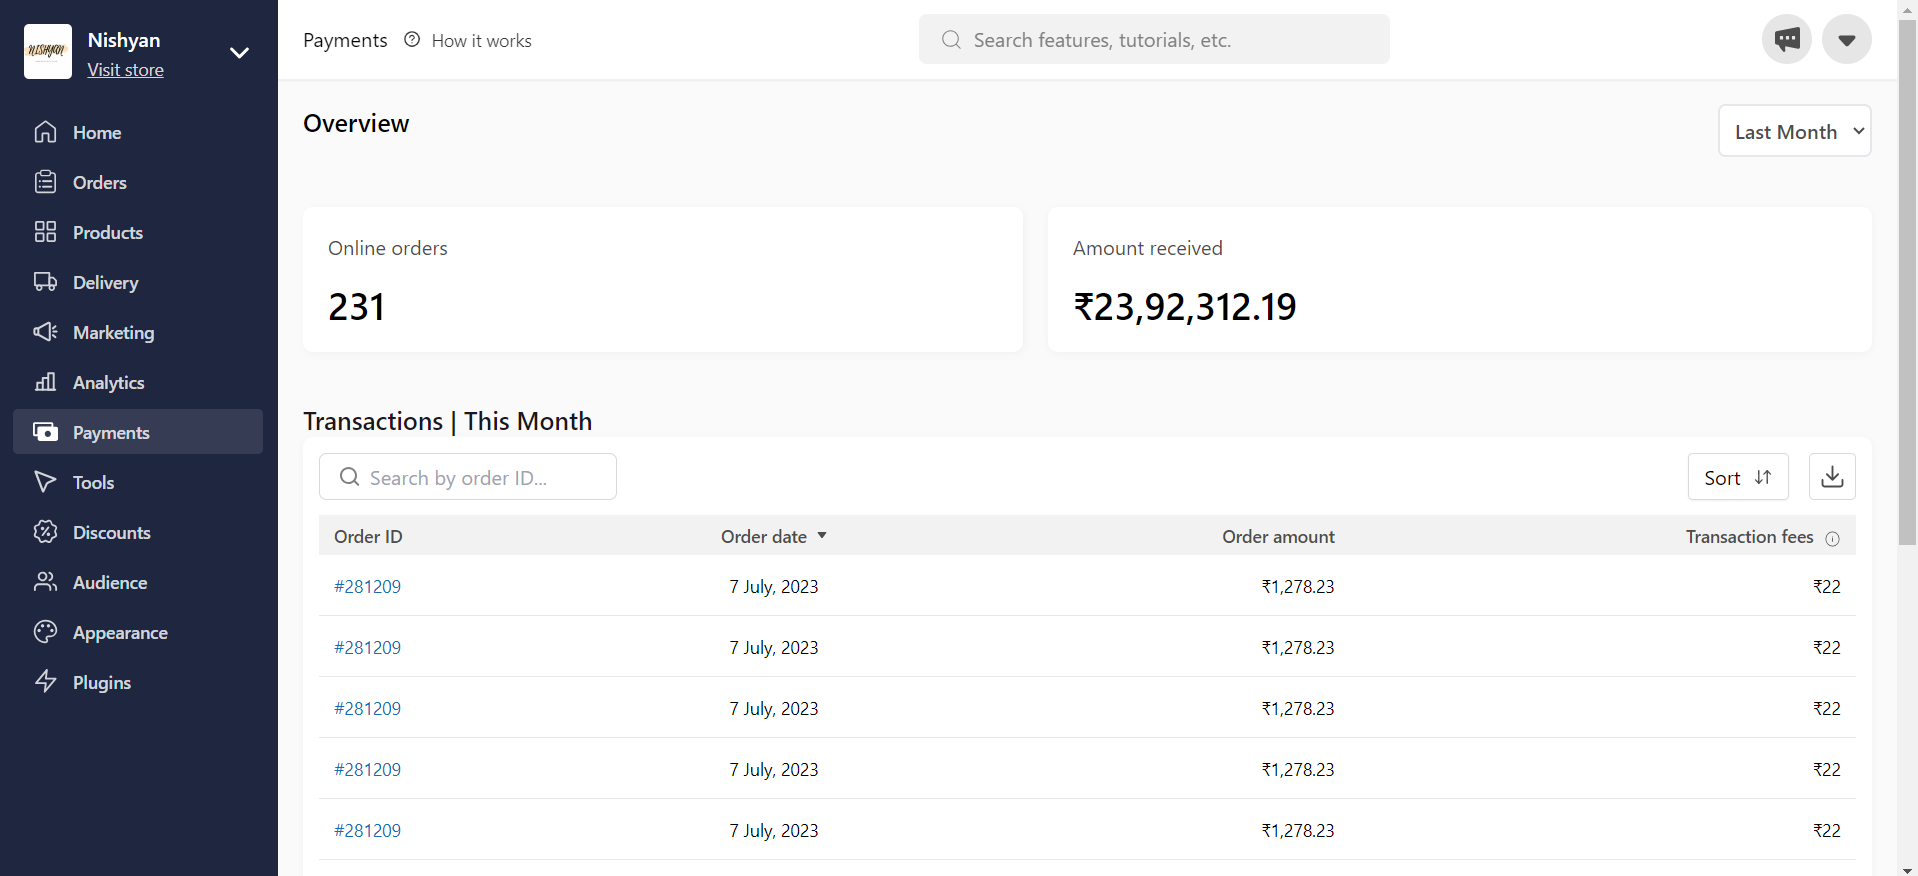 NISHYAN
Nishyan
Visit store
Home
Orders
Products
Delivery
Marketing
Analytics
Payments
Tools
Discounts
Audience
Appearance
Plugins
Payments How it works
Search features, tutorials, etc.
Overview
Last Month
Online orders
231
Amount received
₹23,92,312.19
Transactions | This Month
Search by order ID...
Sort
Order ID Order date Order amount Transaction fees
#281209 7 July, 2023 ₹1,278.23 ₹22
#281209 7 July, 2023 ₹1,278.23 ₹22
#281209 7 July, 2023 ₹1,278.23 ₹22
#281209 7 July, 2023 ₹1,278.23 ₹22
#281209 7 July, 2023 ₹1,278.23 ₹22